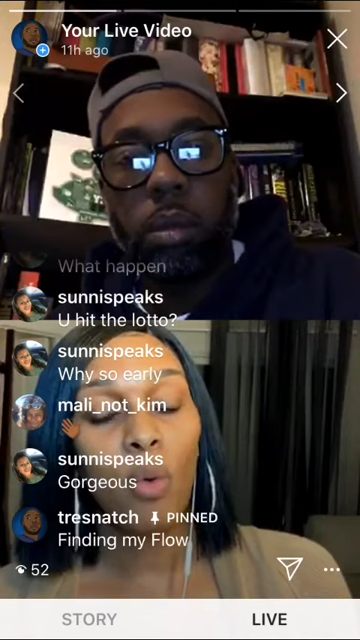 Your Live Video
11h ago
What happen
sunnispeaks
U hit the lotto?
sunnispeaks
Why so early
mali_not_kim
sunnispeaks
Gorgeous
tresnatch PINNED
Finding my Flow
52
STORY
LIVE